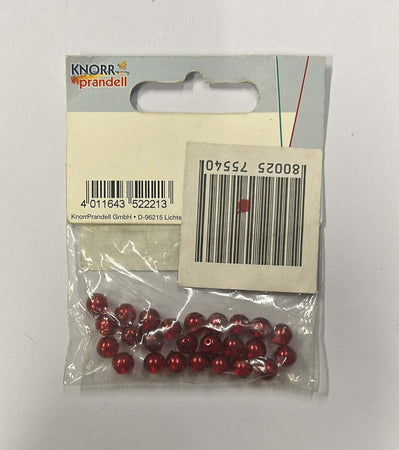 KNORR
prandell
4 011643 522213
KnorrPrandell GmbH • D-96215 Lichte
80025 75540